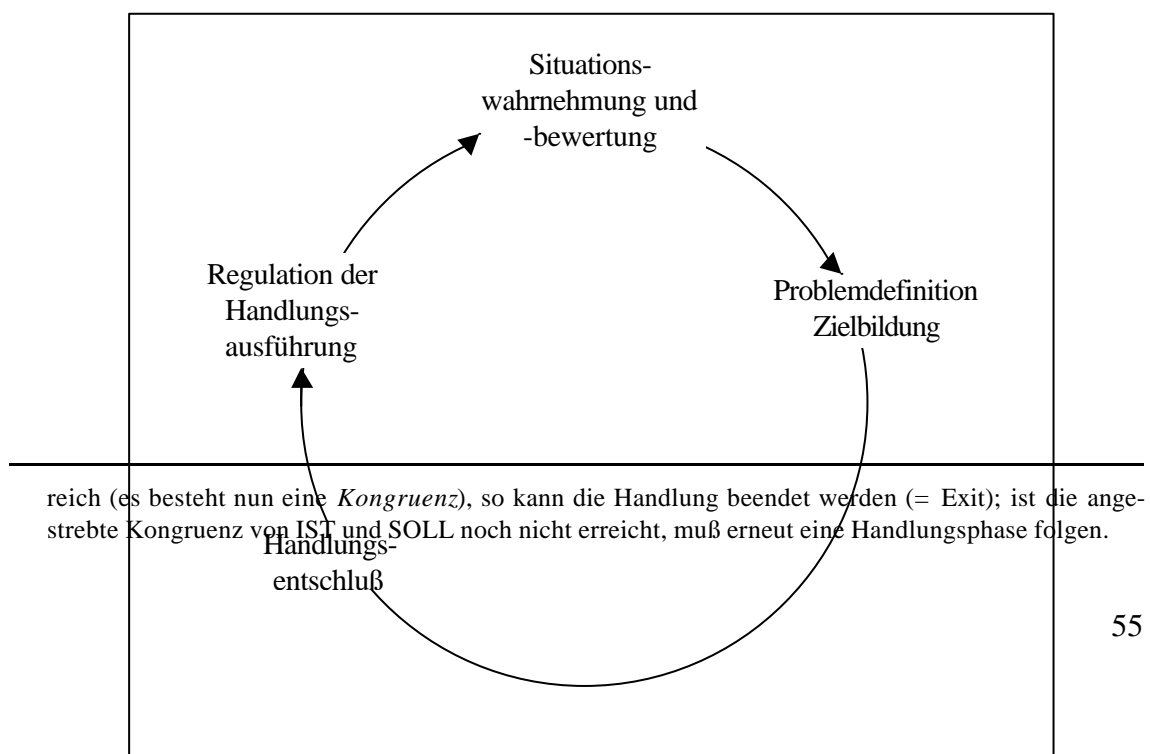 Situations-
wahrnehmung und
-bewertung
Problemdefinition
Zielbildung
Regulation der
Handlungs-
ausführung
reich (es besteht nun eine Kongruenz), so kann die Handlung beendet werden (= Exit); ist die ange-
strebte Kongruenz von IST und SOLL noch nicht erreicht, muß erneut eine Handlungsphase folgen.
Handlungs-
entschluß
55